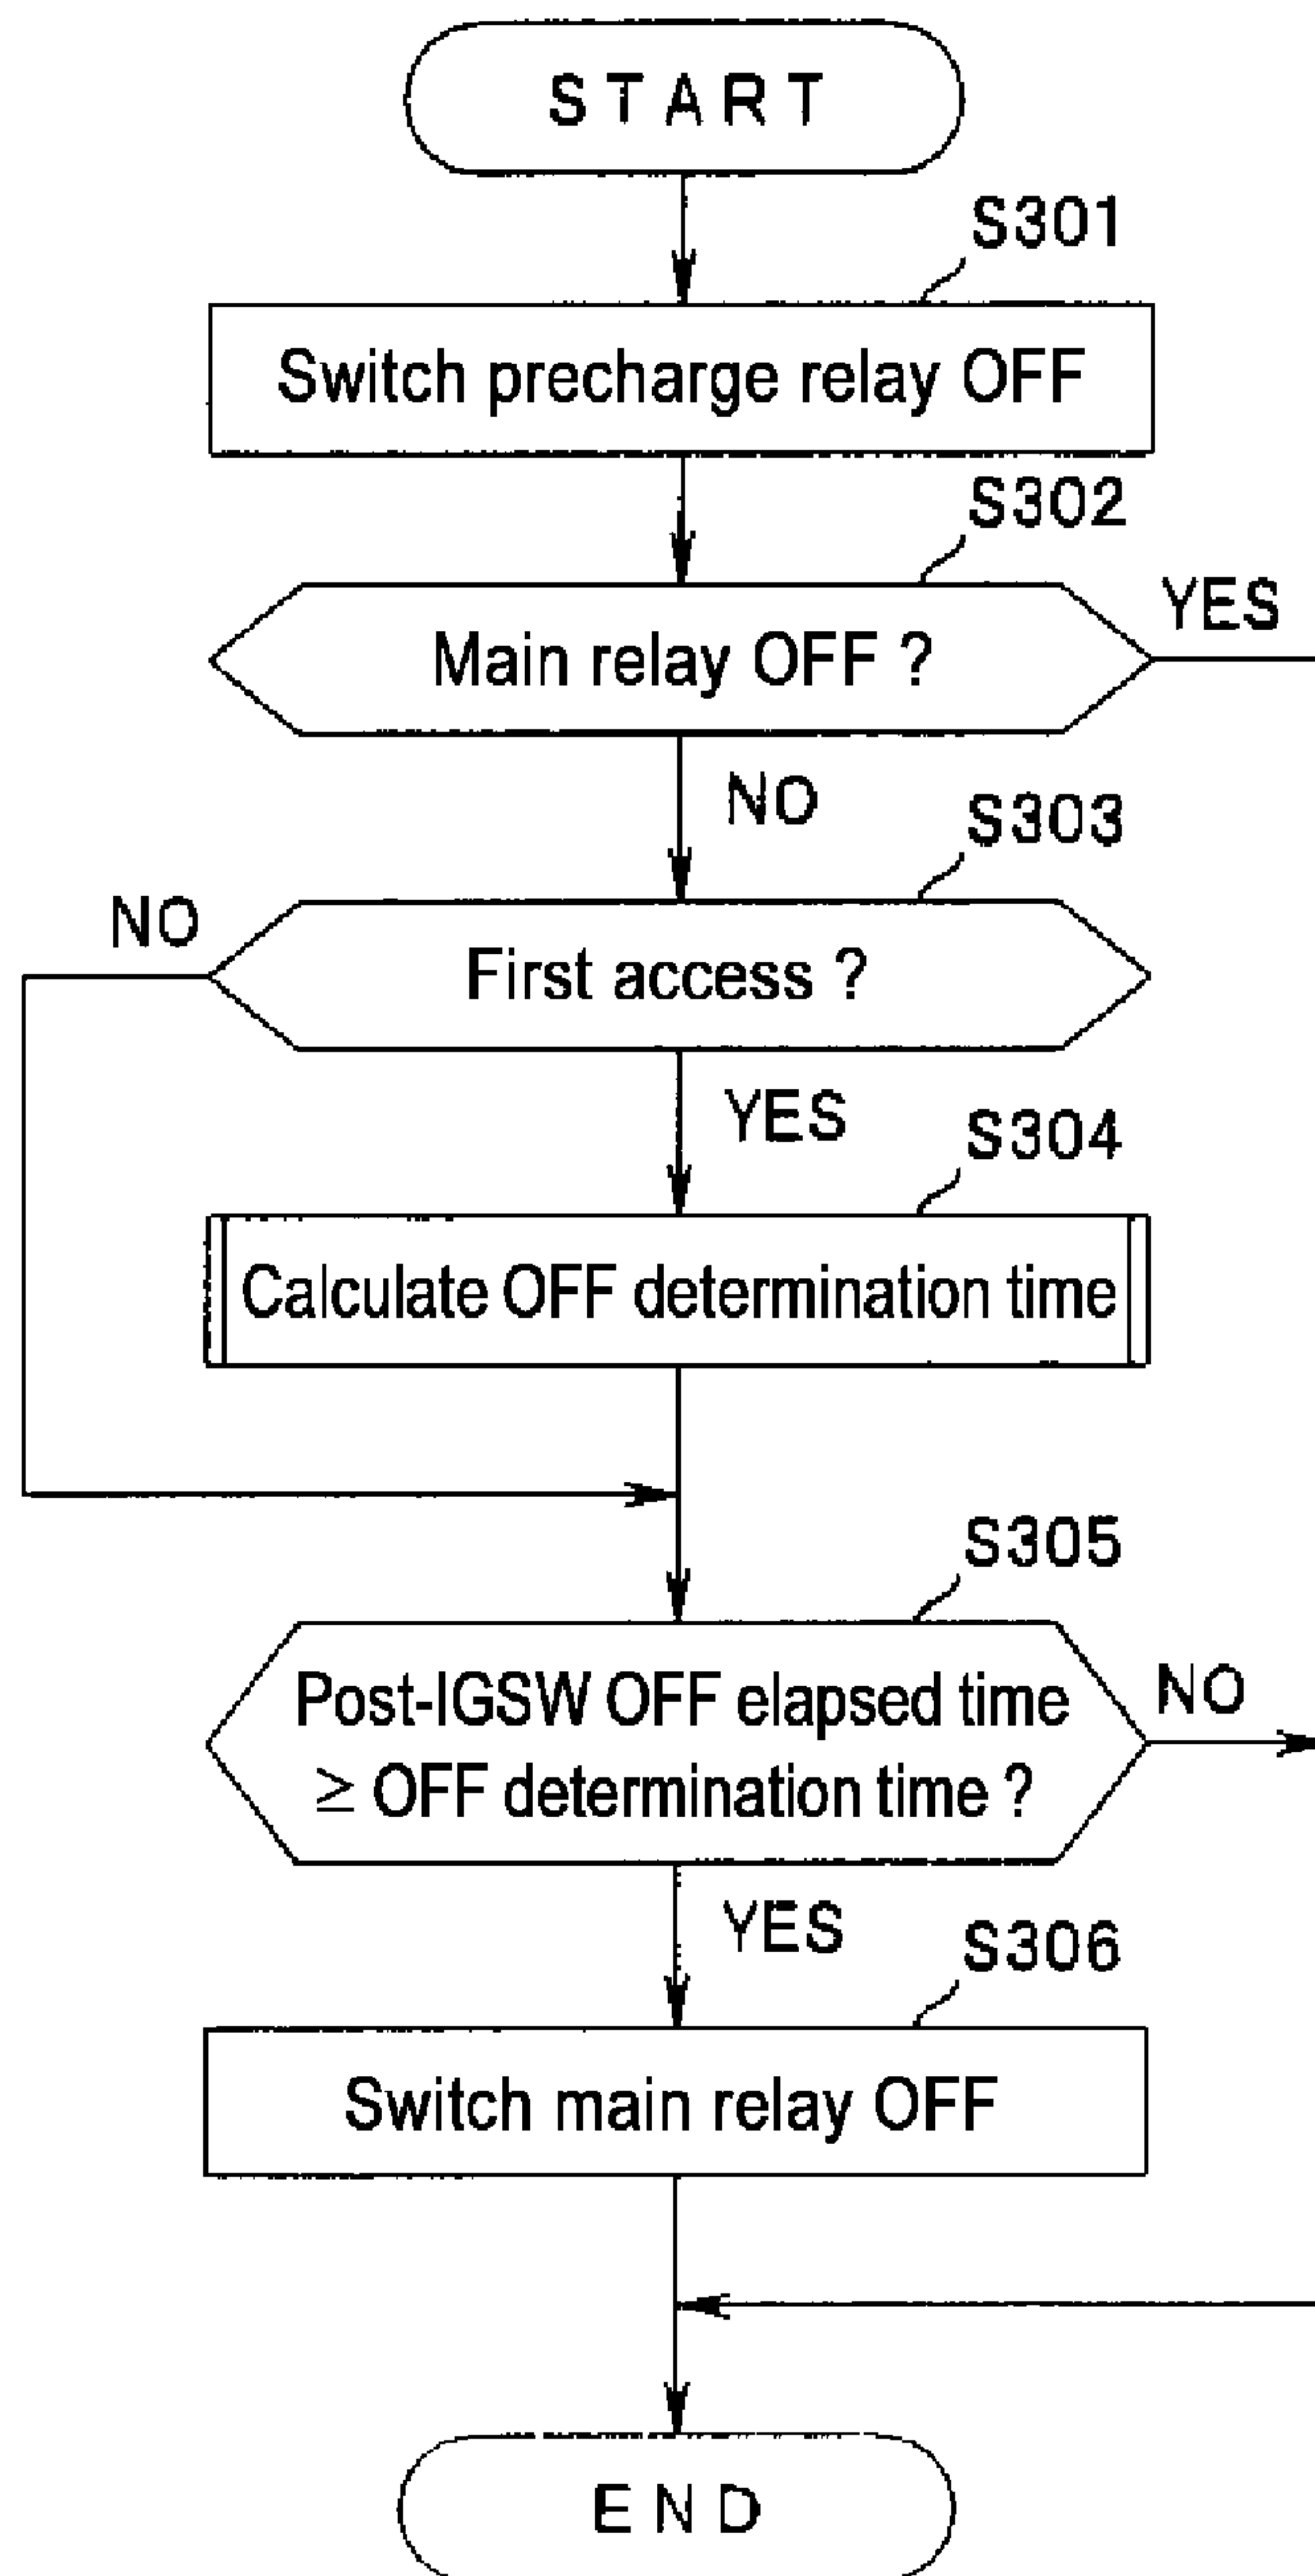 START
S301
Switch precharge relay OFF
S302
Main relay OFF ?
YES
NO
S303
First access ?
NO
YES
S304
Calculate OFF determination time
S305
Post-IGSW OFF elapsed time
≥ OFF determination time ?
NO
YES
S306
Switch main relay OFF
END